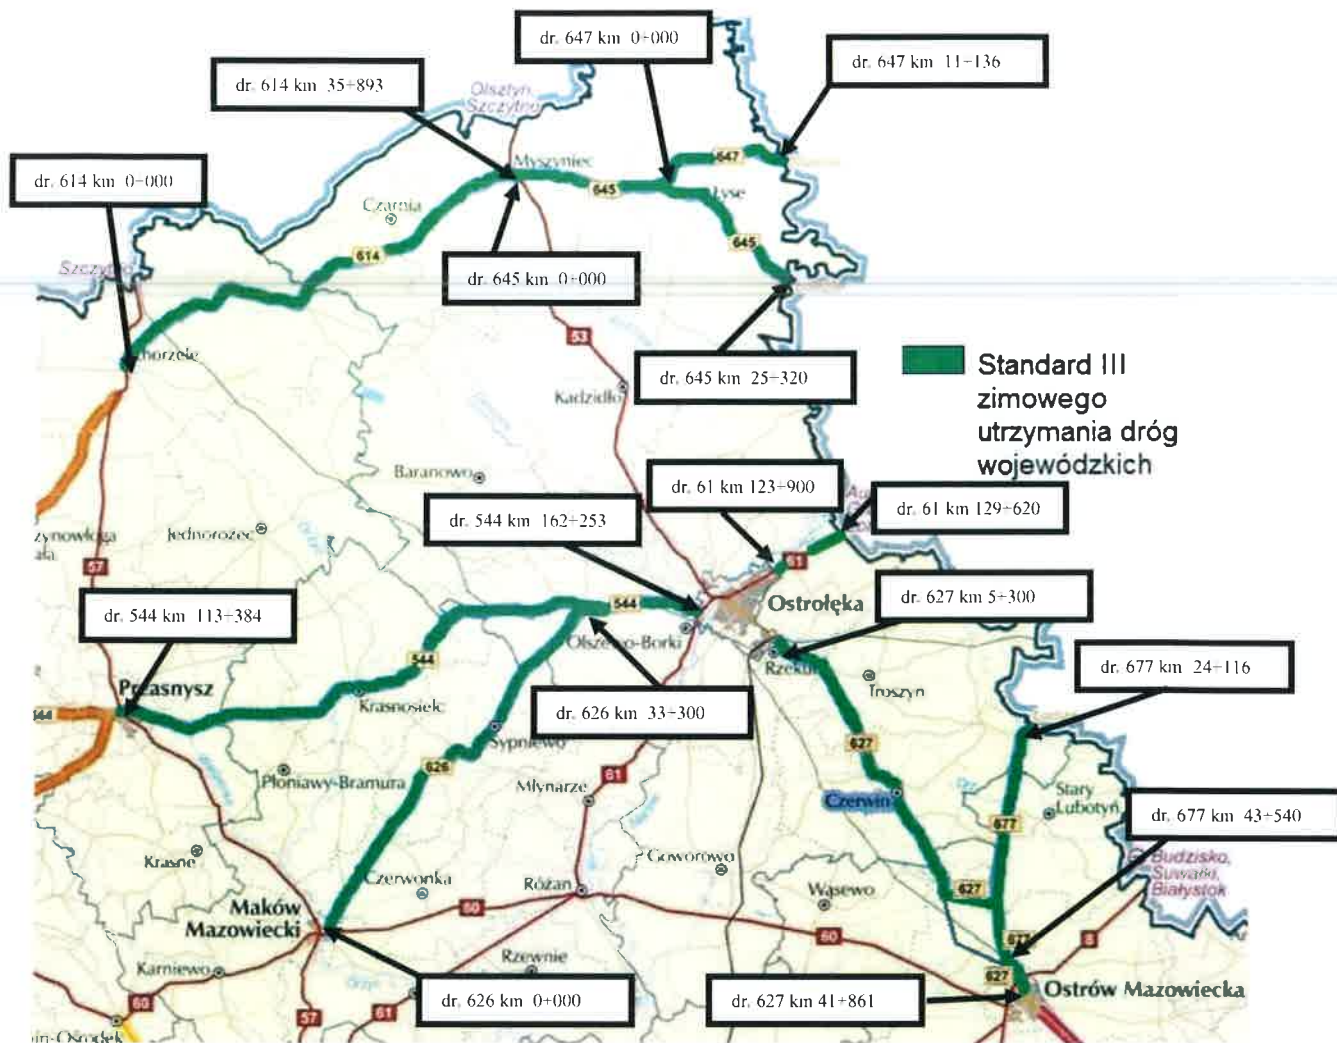 dr. 647 km 0+000
dr. 647 km 11+136
dr. 614 km 35+893
Olsztyn,
Szczytno
dr. 614 km 0+000
Myszyniec
647
645
Łyse
Czarnia
645
614
dr. 645 km 0+000
53
dr. 645 km 25+320
Kadzidło
Standard III
zimowego
utrzymania dróg
wojewódzkich
Baranowo
dr. 61 km 123+900
dr. 544 km 162+253
dr. 61 km 129+620
Jednorożec
57
61
dr. 544 km 113+384
544
Ostrołęka
dr. 627 km 5+300
Olszewo-Borki
544
Rzekuń
Troszyn
dr. 677 km 24+116
Przasnysz
544
Krasnosielc
dr. 626 km 33+300
Sypniewo
627
626
Płoniawy-Bramura
Młynarze
61
Czerwin
Stary
Lubotyń
677
dr. 677 km 43+540
Krasne
Czerwonka
Różan
Goworowo
Wąsewo
627
Budzisko,
Suwałki,
Białystok
Maków
Mazowiecki
60
60
677
8
Karniewo
Rzewnie
627
Orzyc
dr. 626 km 0+000
dr. 627 km 41+861
Ostrów Mazowiecka
60
57
61